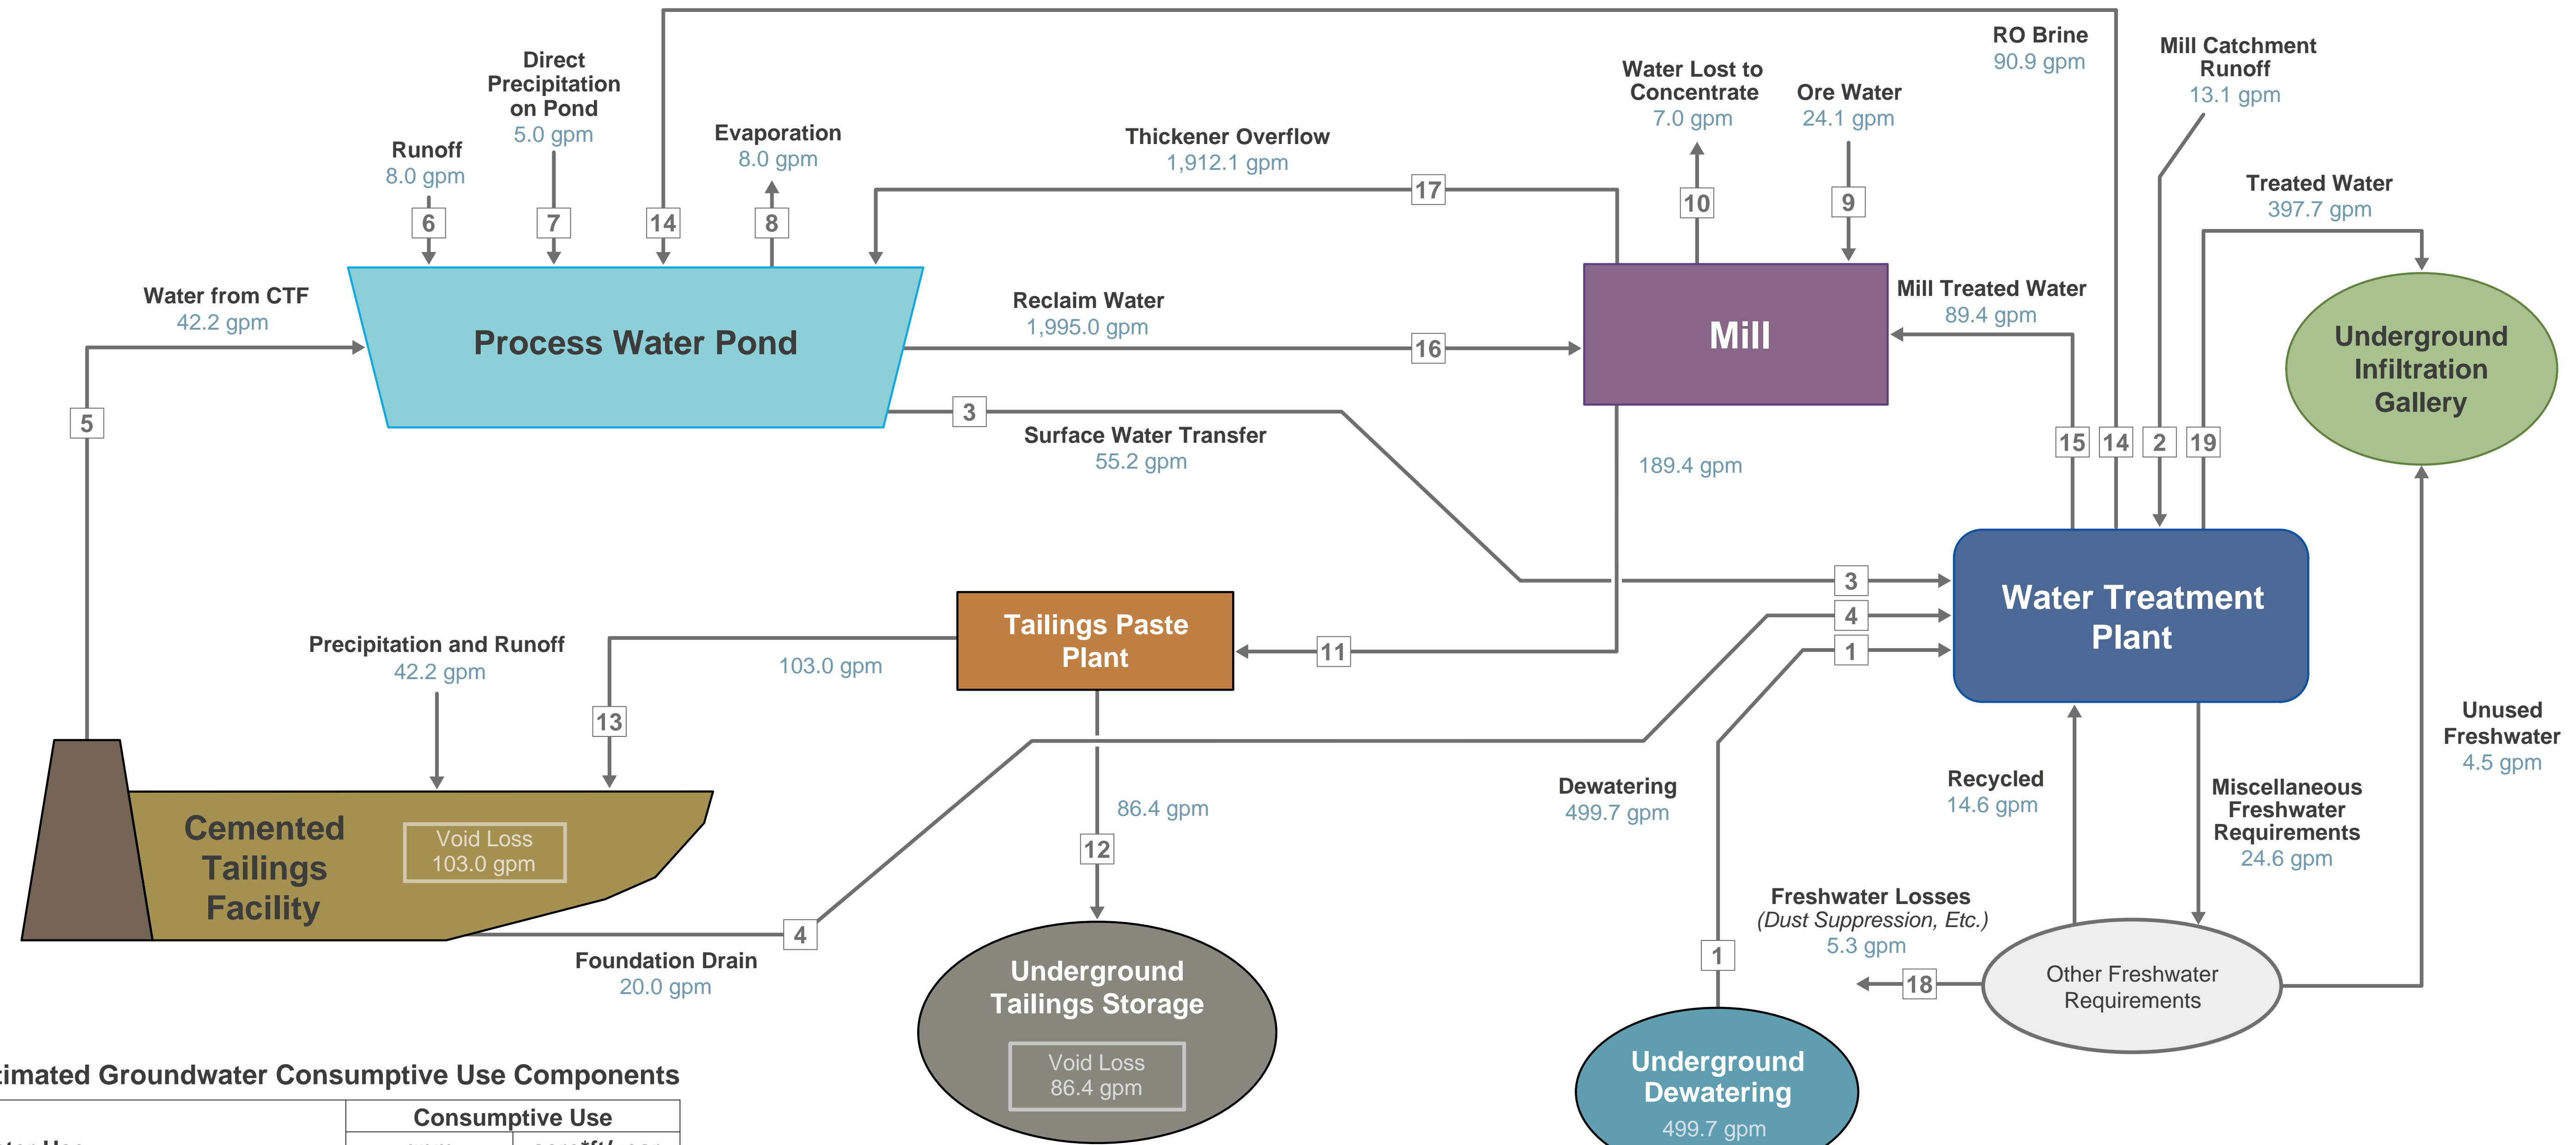 RO Brine
90.9 gpm
Mill Catchment
Runoff
13.1 gpm
Direct
Precipitation
on Pond
5.0 gpm
Water Lost to
Concentrate
7.0 gpm
Ore Water
24.1 gpm
Runoff
8.0 gpm
Evaporation
8.0 gpm
Thickener Overflow
1,912.1 gpm
Treated Water
397.7 gpm
6
7
14
8
17
10
9
Water from CTF
42.2 gpm
Process Water Pond
Reclaim Water
1,995.0 gpm
16
Mill
Mill Treated Water
89.4 gpm
Underground
Infiltration
Gallery
5
3
Surface Water Transfer
55.2 gpm
189.4 gpm
15
14
2
19
3
4
1
Water Treatment
Plant
Precipitation and Runoff
42.2 gpm
103.0 gpm
Tailings Paste
Plant
11
13
Unused
Freshwater
4.5 gpm
Cemented
Tailings
Facility
Void Loss
103.0 gpm
86.4 gpm
12
Dewatering
499.7 gpm
Recycled
14.6 gpm
Miscellaneous
Freshwater
Requirements
24.6 gpm
4
Foundation Drain
20.0 gpm
Freshwater Losses
(Dust Suppression, Etc.)
5.3 gpm
1
18
Other Freshwater
Requirements
Underground
Tailings Storage
Void Loss
86.4 gpm
Underground
Dewatering
499.7 gpm
Groundwater Consumptive Use Components
Consumptive Use